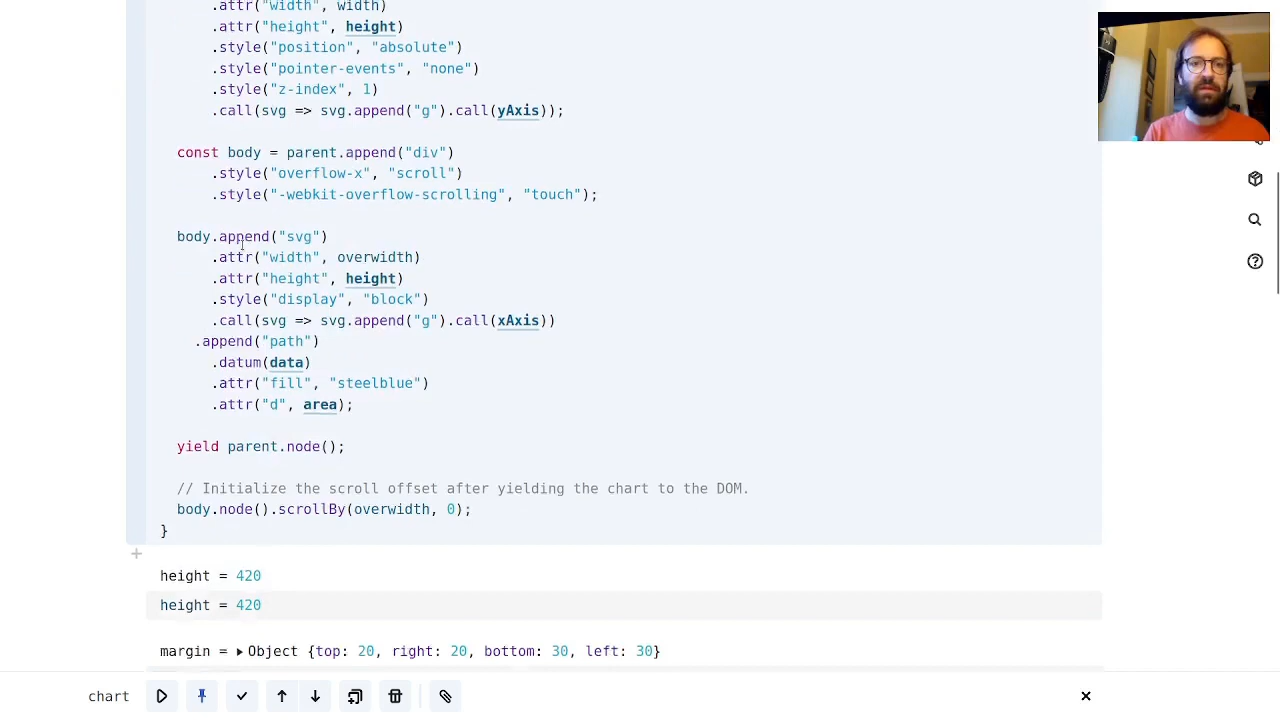 .attr("width", width)
.attr("height", height)
.style("position", "absolute")
.style("pointer-events", "none")
.style("z-index", 1)
.call(svg => svg.append("g").call(yAxis));
const body = parent.append("div")
.style("overflow-x", "scroll")
.style("-webkit-overflow-scrolling", "touch");
body.append("svg")
.attr("width", overwidth)
.attr("height", height)
.style("display", "block")
.call(svg => svg.append("g").call(xAxis))
.append("path")
.datum(data)
.attr("fill", "steelblue")
.attr("d", area);
yield parent.node();
// Initialize the scroll offset after yielding the chart to the DOM.
body.node().scrollBy(overwidth, 0);
}
height = 420
height = 420
margin = ▸Object {top: 20, right: 20, bottom: 30, left: 30}
chart